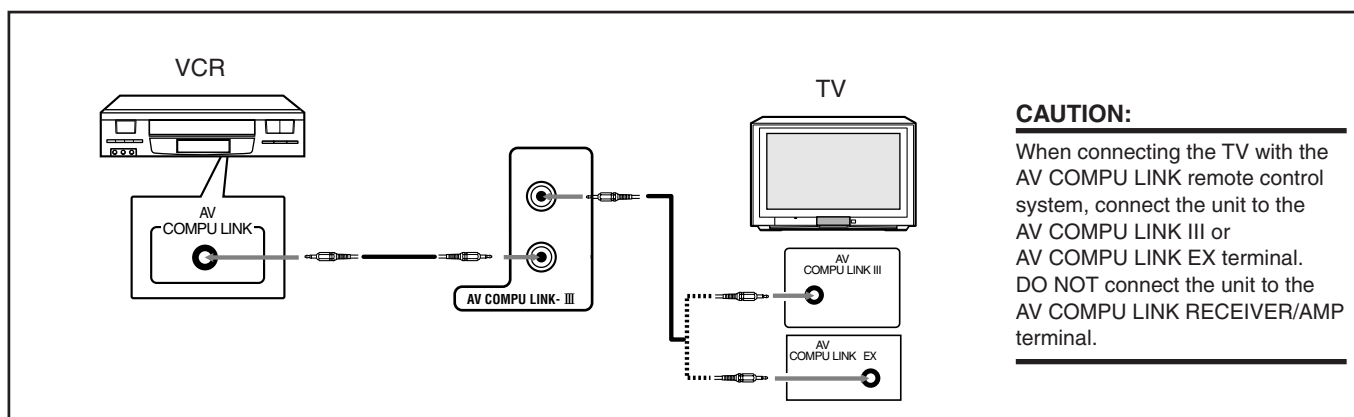 VCR
AV
COMPU LINK
AV COMPU LINK- III
TV
AV
COMPU LINK III
AV
COMPU LINK EX
CAUTION:
When connecting the TV with the
AV COMPU LINK remote control
system, connect the unit to the
AV COMPU LINK III or
AV COMPU LINK EX terminal.
DO NOT connect the unit to the
AV COMPU LINK RECEIVER/AMP
terminal.